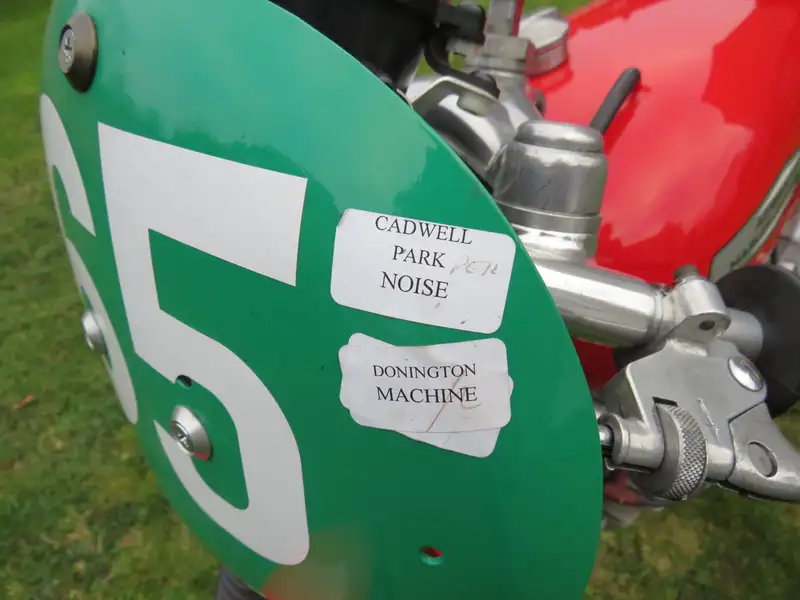 65
CADWELL
PARK
NOISE
DONINGTON
MACHINE